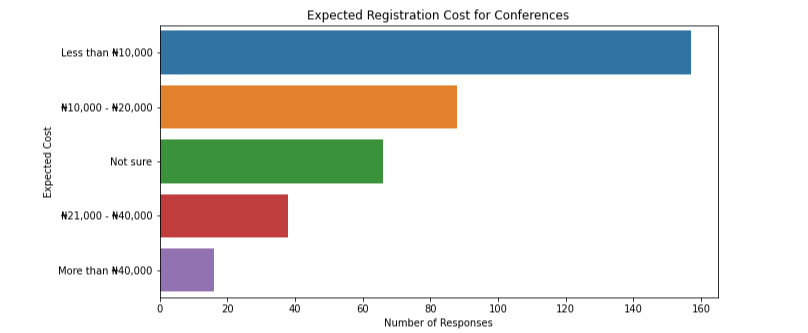 Expected Registration Cost for Conferences
Less than ₦10,000
₦10,000 - ₦20,000
Not sure
₦21,000 - ₦40,000
More than ₦40,000
Expected Cost
0 20 40 60 80 100 120 140 160
Number of Responses